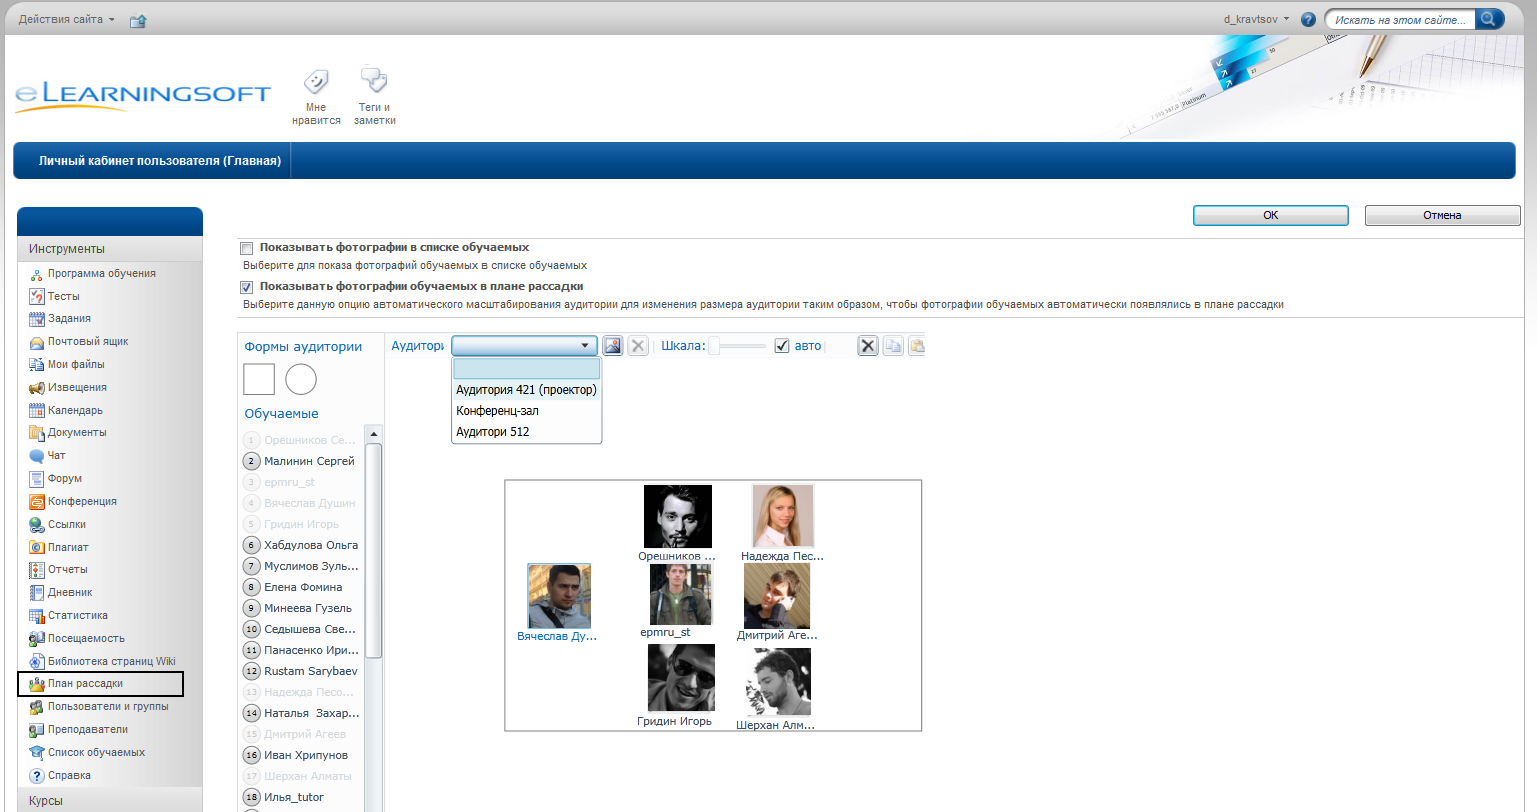 Действия сайта
d_kravtsov
Искать на этом сайте...
eLearningsoft
Мне нравится
Теги и заметки
Личный кабинет пользователя (Главная)
OK
Отмена
Инструменты
Программа обучения
Тесты
Задания
Почтовый ящик
Мои файлы
Извещения
Календарь
Документы
Чат
Форум
Конференция
Ссылки
Плагиат
Отчеты
Дневник
Статистика
Посещаемость
Библиотека страниц Wiki
План рассадки
Пользователи и группы
Преподаватели
Список обучаемых
Справка
Курсы
Показывать фотографии в списке обучаемых
Выберите для показа фотографий обучаемых в списке обучаемых
Показывать фотографии обучаемых в плане рассадки
Выберите данную опцию автоматического масштабирования аудитории для изменения размера аудитории таким образом, чтобы фотографии обучаемых автоматически появлялись в плане рассадки
Формы аудитории
Обучаемые
1 Орешников Се...
2 Малинин Сергей
3 epmru_st
4 Вячеслав Душин
5 Гридин Игорь
6 Хабдулова Ольга
7 Муслимов Зуль...
8 Елена Фомина
9 Минеева Гузель
10 Седышева Све...
11 Панасенко Ири...
12 Rustam Sarybaev
13 Надежда Песо...
14 Наталья Захар...
15 Дмитрий Агеев
16 Иван Хрипунов
17 Шерхан Алматы
18 Илья_tutor
Аудитори
Шкала:
авто
Аудитория 421 (проектор)
Конференц-зал
Аудитори 512
Орешников ...
Надежда Пес...
Вячеслав Ду...
epmru_st
Дмитрий Аге...
Гридин Игорь
Шерхан Алм...